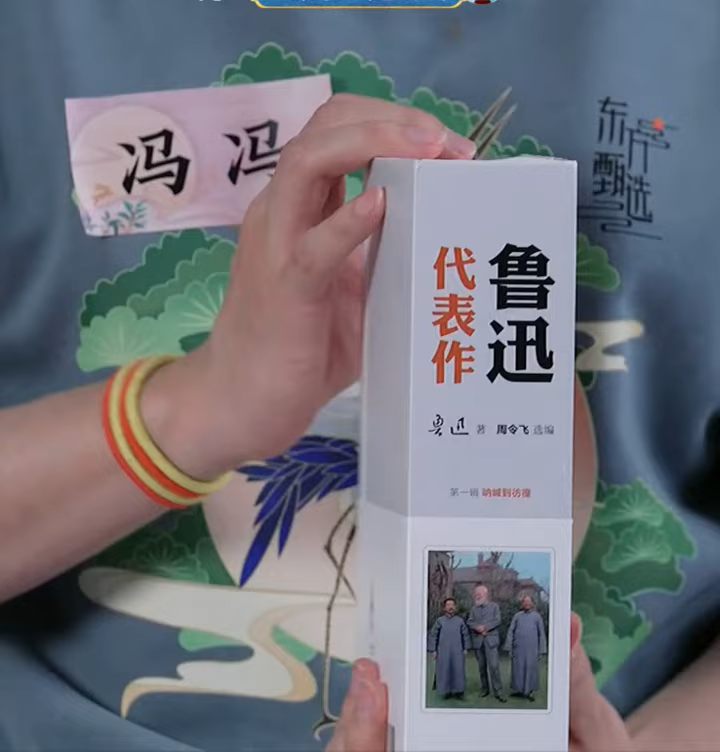 冯冯
东方甄选
鲁迅
代表作
鲁迅 著 周令飞 选编
第一辑 呐喊到彷徨